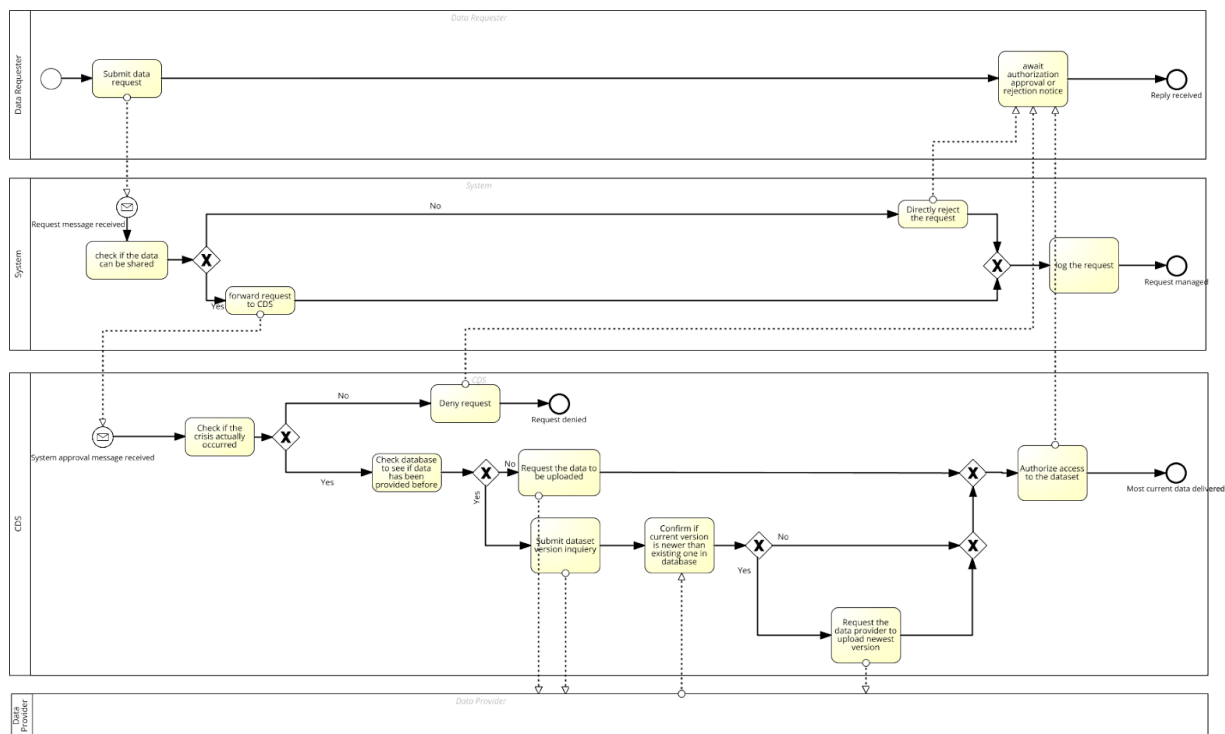 Data Requester
Data Requester
Submit data
request
await
authorization
approval or
rejection notice
Reply received
System
System
Request message received
check if the data
can be shared
No
Yes
forward request
to CDS
Directly reject
the request
log the request
Request managed
CDS
CDS
System approval message received
Check if the
crisis actually
occurred
No
Deny request
Request denied
Yes
Check database
to see if data
has been
provided before
No
Yes
Request the data to
be uploaded
Submit dataset
version inquiery
Confirm if
current version
is newer than
existing one in
database
No
Yes
Request the
data provider to
upload newest
version
Authorize access
to the dataset
Most current data delivered
Data
Provider
Data Provider